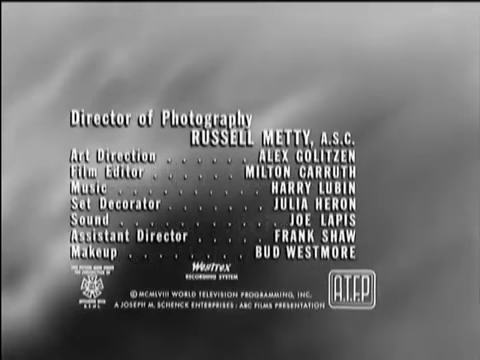 Director of Photography
RUSSELL METTY, A.S.C.
Art Direction . . . . . . ALEX GOLITZEN
Film Editor . . . . . . MILTON CARRUTH
Music . . . . . . . . . HARRY LUBIN
Set Decorator . . . . . . JULIA HERON
Sound . . . . . . . . . JOE LAPIS
Assistant Director . . . . . FRANK SHAW
Makeup . . . . . . . . BUD WESTMORE
Westrex
RECORDING SYSTEM
©MCMLVIII WORLD TELEVISION PROGRAMMING, INC.
A JOSEPH M. SCHENCK ENTERPRISES : ABC FILMS PRESENTATION
A.T.F.P